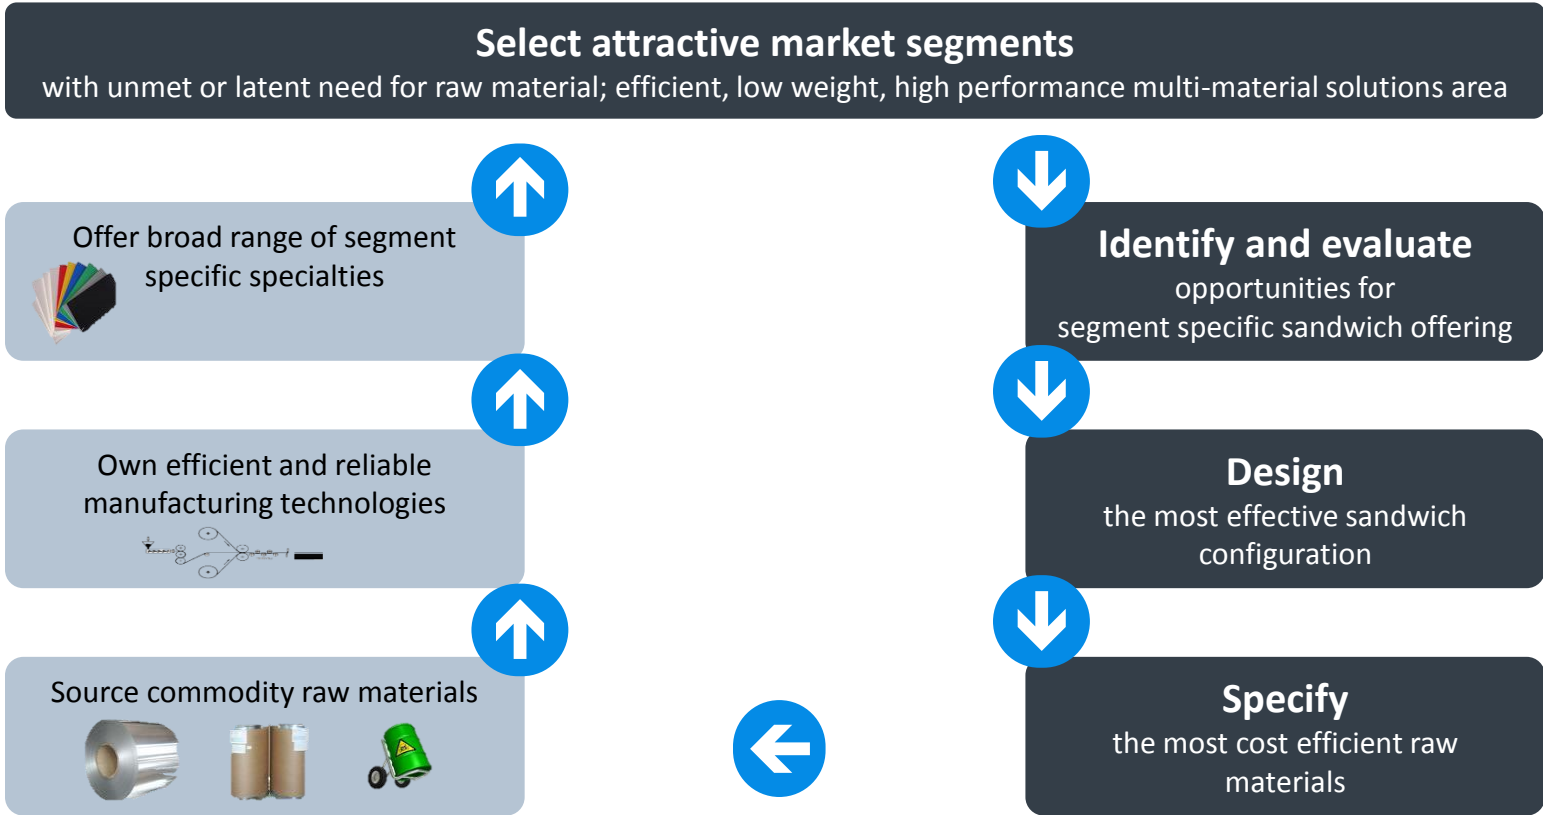 Select attractive market segments
with unmet or latent need for raw material; efficient, low weight, high performance multi-material solutions area
Offer broad range of segment
specific specialties
Identify and evaluate
opportunities for
segment specific sandwich offering
Own efficient and reliable
manufacturing technologies
Design
the most effective sandwich
configuration
Source commodity raw materials
Specify
the most cost efficient raw
materials